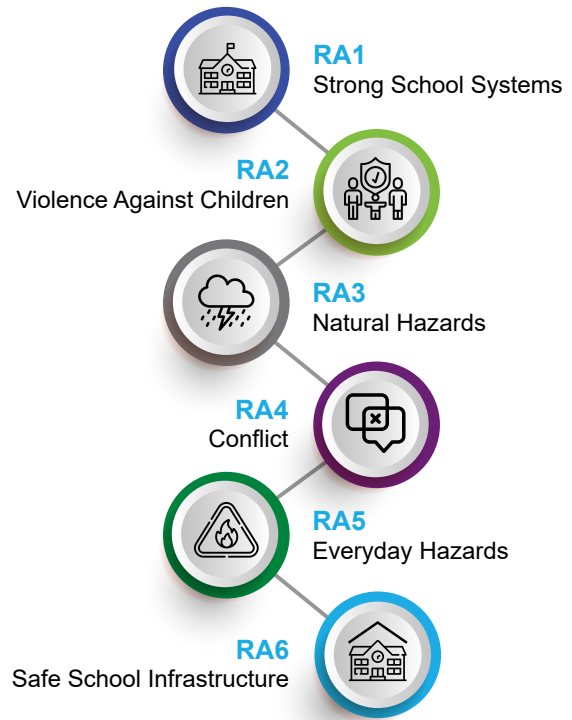 RA1
Strong School Systems
RA2
Violence Against Children
RA3
Natural Hazards
RA4
Conflict
RA5
Everyday Hazards
RA6
Safe School Infrastructure